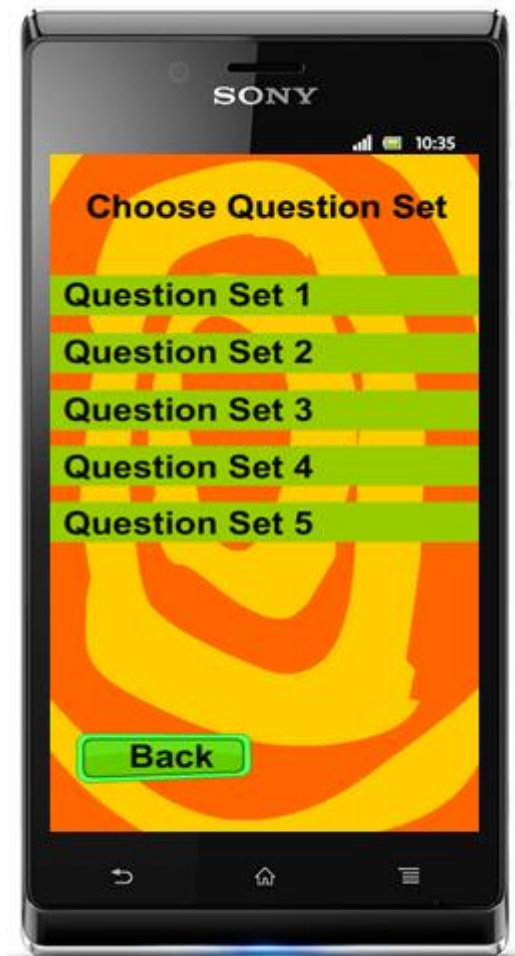 SONY
10:35
Choose Question Set
Question Set 1
Question Set 2
Question Set 3
Question Set 4
Question Set 5
Back